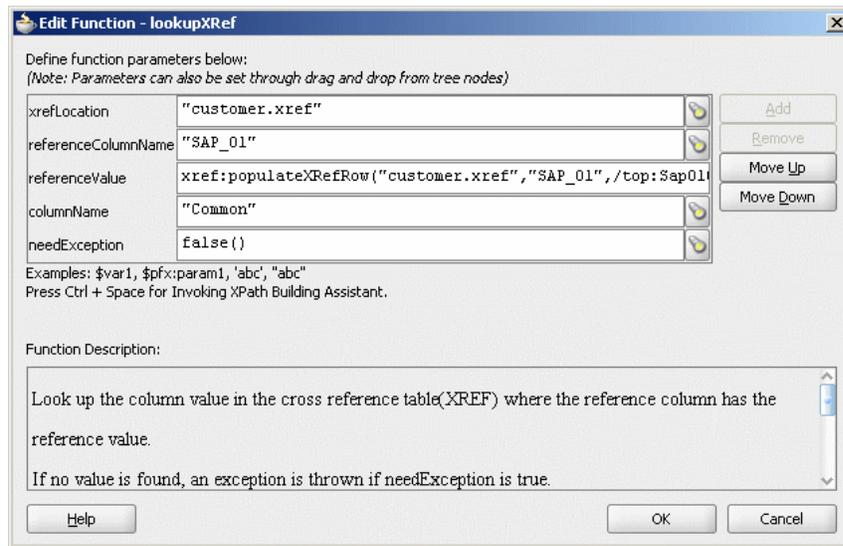 Edit Function - lookupXRef
Define function parameters below:
(Note: Parameters can also be set through drag and drop from tree nodes)
xrefLocation "customer.xref"
Add
referenceColumnName "SAP_01"
Remove
referenceValue xref:populateXRefRow("customer.xref","SAP_01",/top:Sap01
Move Up
columnName "Common"
Move Down
needException false()
Examples: $var1, $pfx:param1, 'abc', "abc"
Press Ctrl + Space for Invoking XPath Building Assistant.
Function Description:
Look up the column value in the cross reference table(XREF) where the reference column has the
reference value.
If no value is found, an exception is thrown if needException is true.
Help OK Cancel